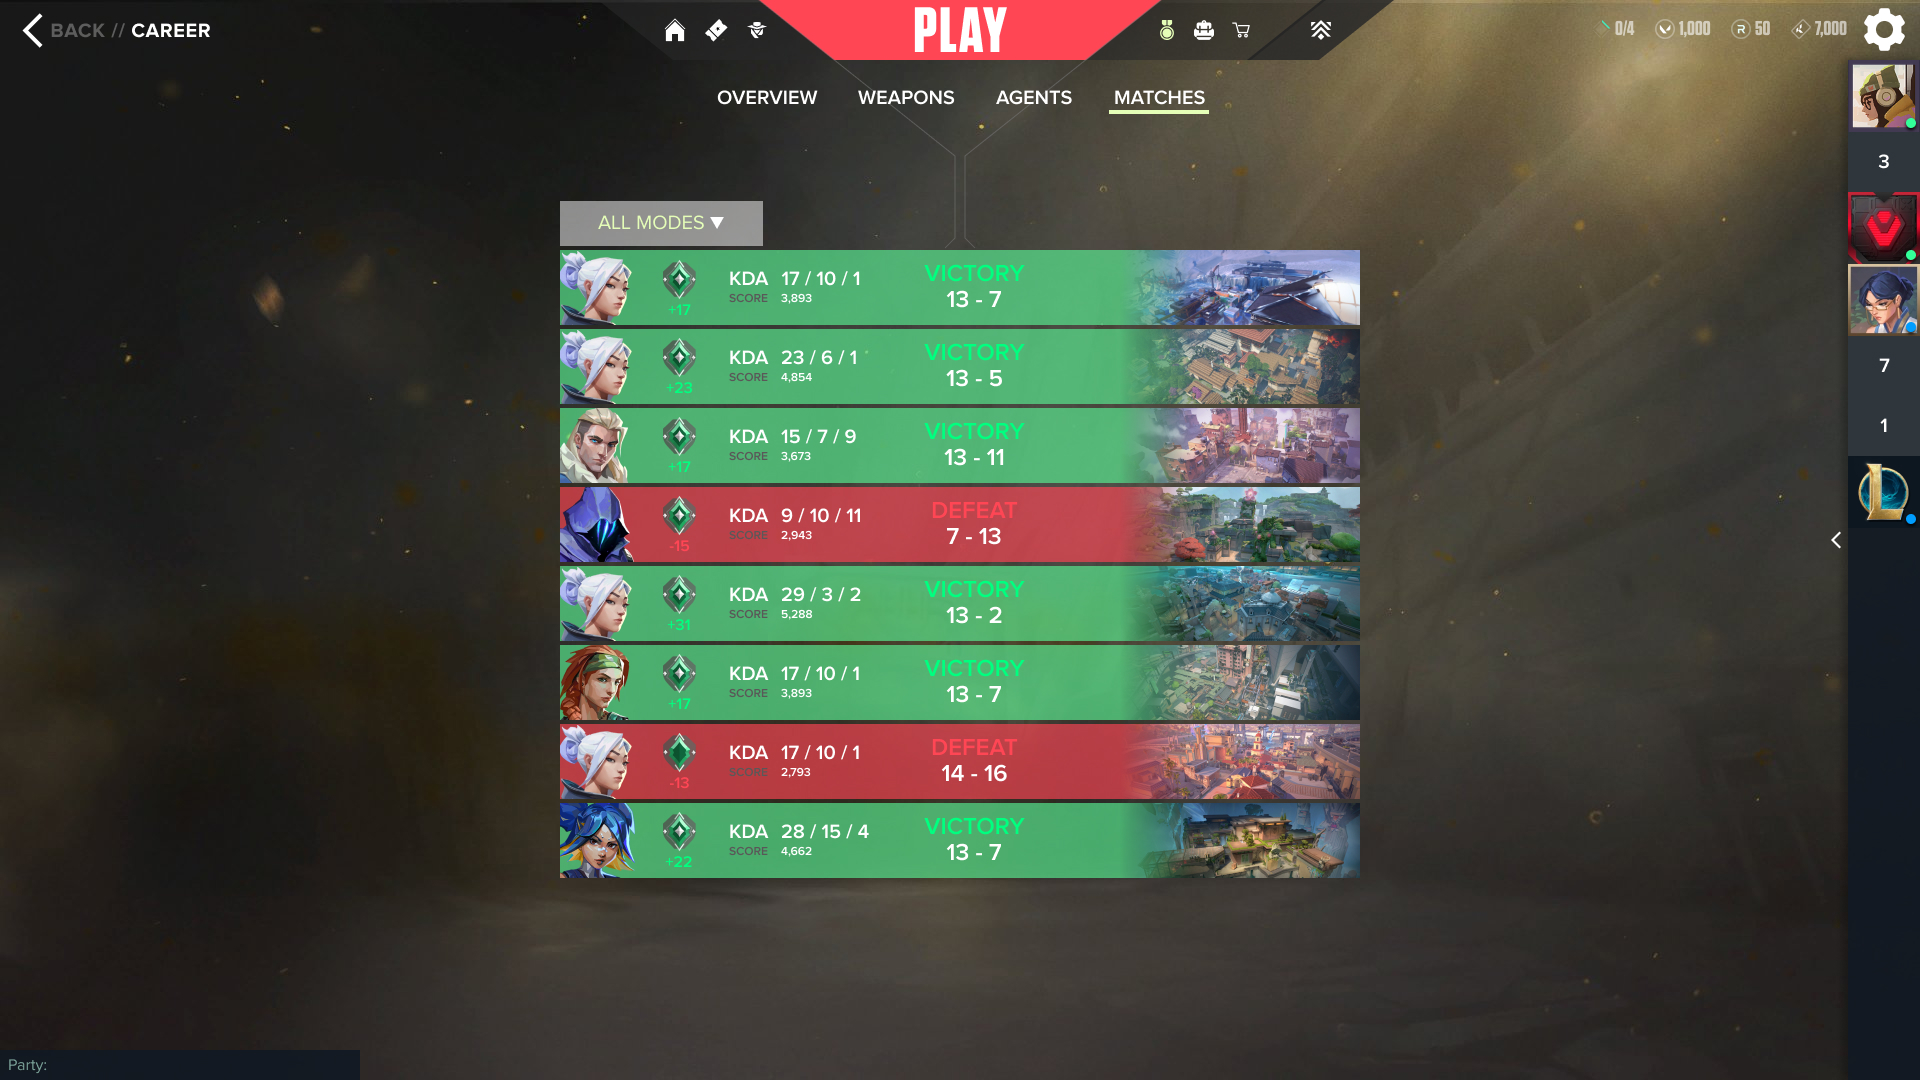 BACK // CAREER
PLAY
0/4
1,000
50
7,000
OVERVIEW
WEAPONS
AGENTS
MATCHES
3
7
1
ALL MODES ▼
KDA 17 / 10 / 1
SCORE 3,893
+17
VICTORY
13 - 7
KDA 23 / 6 / 1
SCORE 4,854
+23
VICTORY
13 - 5
KDA 15 / 7 / 9
SCORE 3,673
+17
VICTORY
13 - 11
KDA 9 / 10 / 11
SCORE 2,943
-15
DEFEAT
7 - 13
KDA 29 / 3 / 2
SCORE 5,288
+31
VICTORY
13 - 2
KDA 17 / 10 / 1
SCORE 3,893
+17
VICTORY
13 - 7
KDA 17 / 10 / 1
SCORE 2,793
-13
DEFEAT
14 - 16
KDA 28 / 15 / 4
SCORE 4,662
+22
VICTORY
13 - 7
Party: